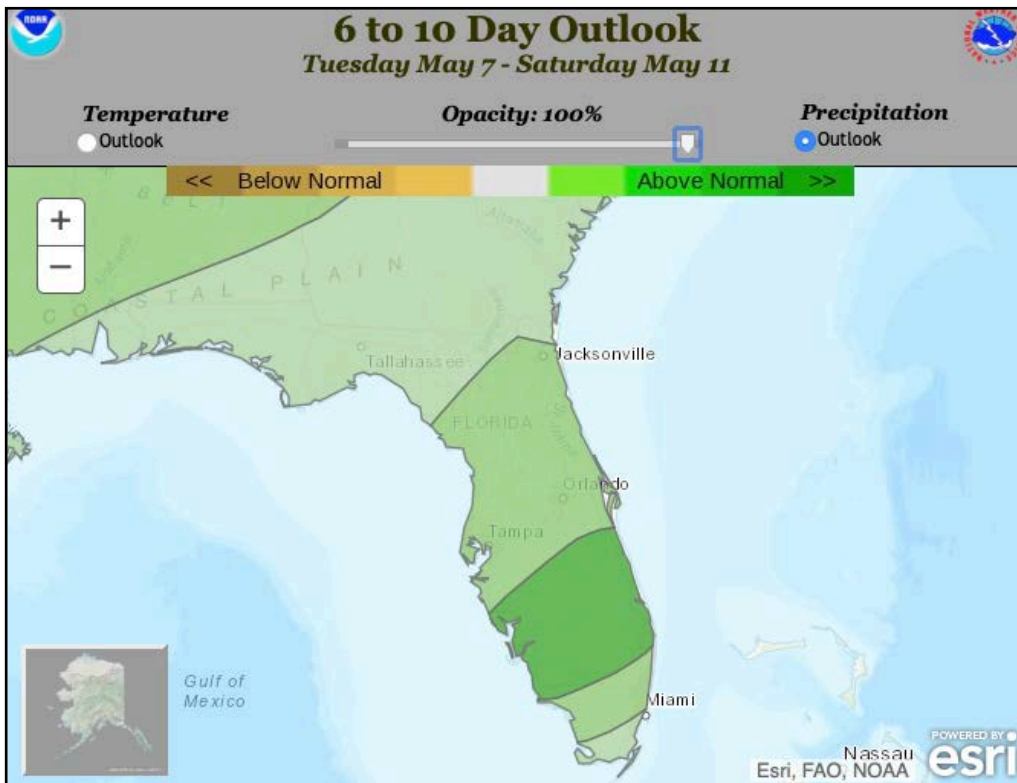 NOAA
6 to 10 Day Outlook
Tuesday May 7 - Saturday May 11
Temperature
Outlook
Opacity: 100%
Precipitation
Outlook
<< Below Normal Above Normal >>
+
−
COASTAL PLAIN
Tallahassee
Jacksonville
FLORIDA
Orlando
Tampa
Gulf of
Mexico
Miami
Nassau
POWERED BY
esri
Esri, FAO, NOAA